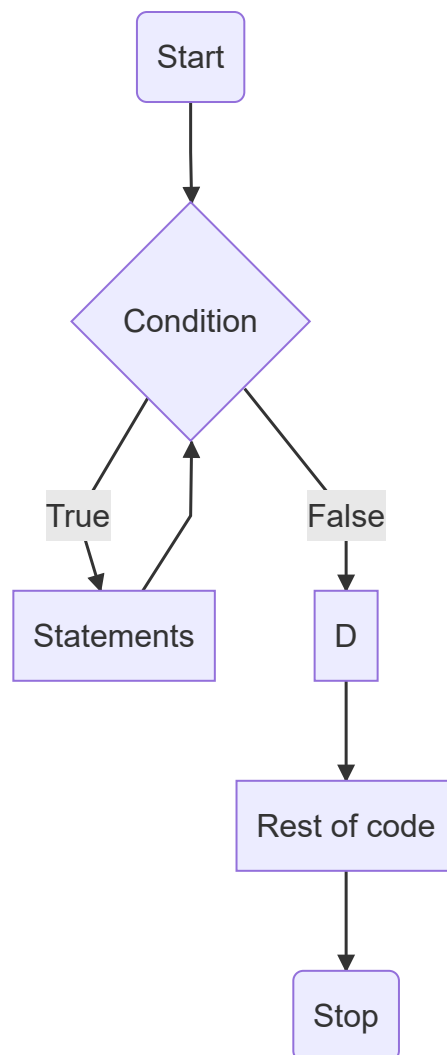 Start
Condition
True
False
Statements
D
Rest of code
Stop